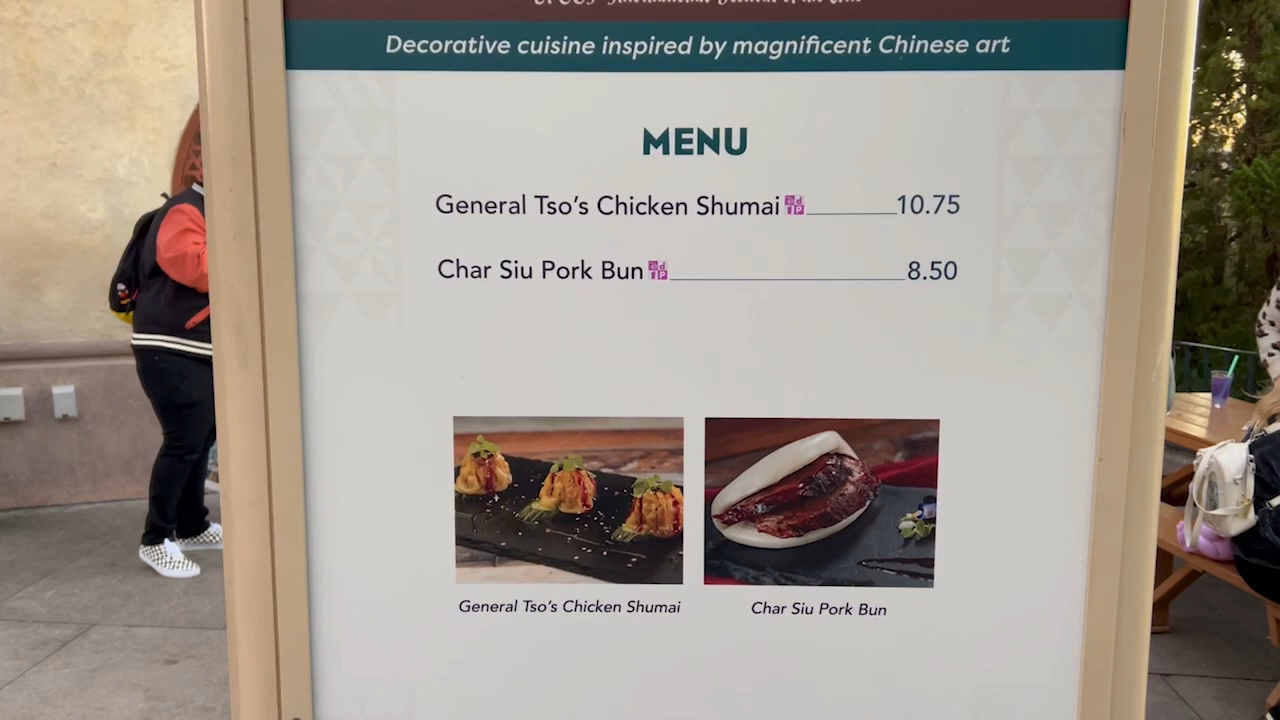 Decorative cuisine inspired by magnificent Chinese art
MENU
General Tso's Chicken Shumai 10.75
Char Siu Pork Bun 8.50
General Tso's Chicken Shumai
Char Siu Pork Bun